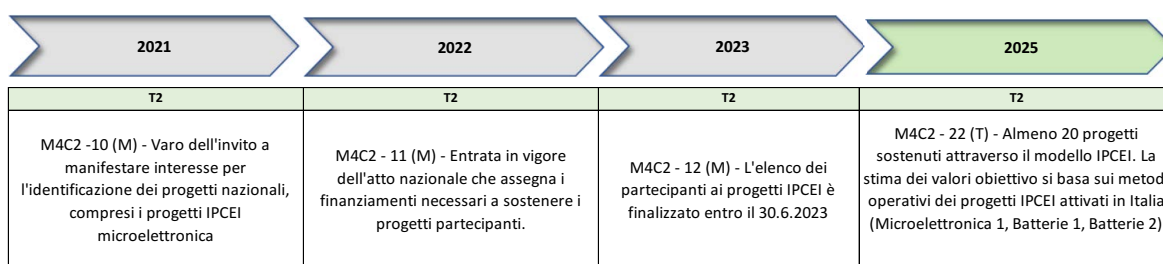 2021
2022
2023
2025
T2
T2
T2
T2
M4C2 -10 (M) - Varo dell'invito a
manifestare interesse per
l'identificazione dei progetti nazionali,
compresi i progetti IPCEI
microelettronica
M4C2 - 11 (M) - Entrata in vigore
dell'atto nazionale che assegna i
finanziamenti necessari a sostenere i
progetti partecipanti.
M4C2 - 12 (M) - L'elenco dei
partecipanti ai progetti IPCEI è
finalizzato entro il 30.6.2023
M4C2 - 22 (T) - Almeno 20 progetti
sostenuti attraverso il modello IPCEI. La
stima dei valori obiettivo si basa sui metod
operativi dei progetti IPCEI attivati in Italia
(Microelettronica 1, Batterie 1, Batterie 2)